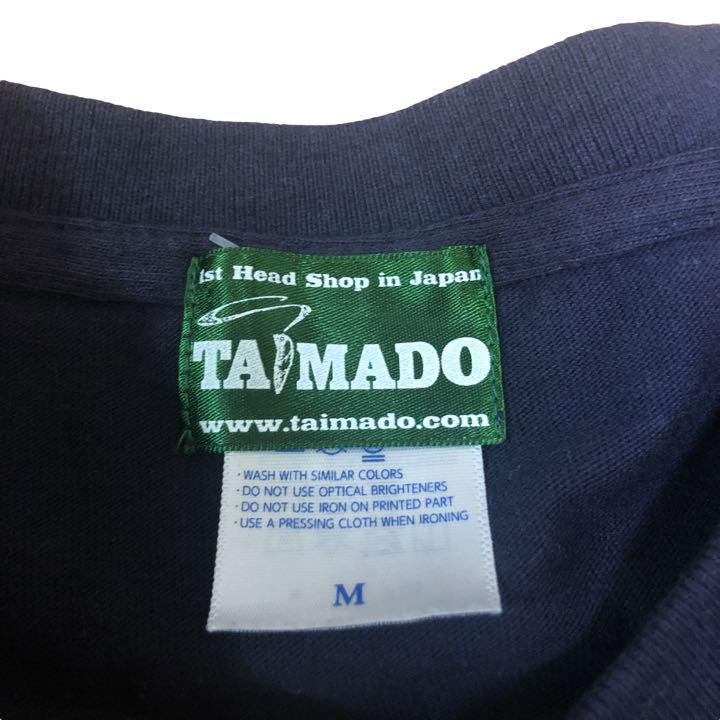 1st Head Shop in Japan
TAIMADO
www.taimado.com
· WASH WITH SIMILAR COLORS
· DO NOT USE OPTICAL BRIGHTENERS
· DO NOT USE IRON ON PRINTED PART
· USE A PRESSING CLOTH WHEN IRONING
M